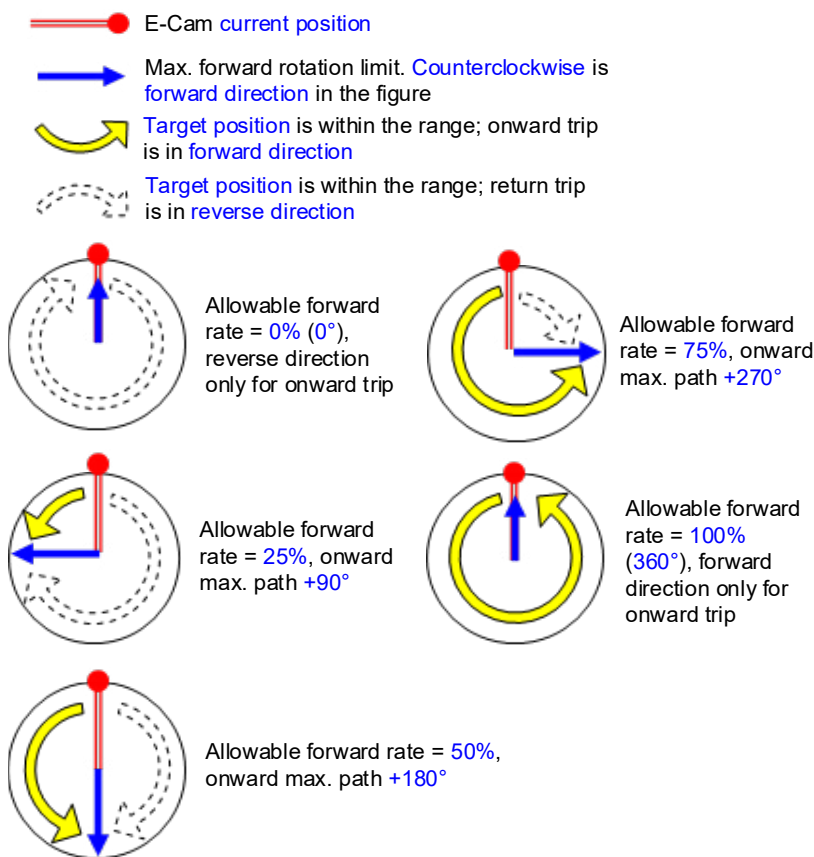 E-Cam current position
Max. forward rotation limit. Counterclockwise is
forward direction in the figure
Target position is within the range; onward trip
is in forward direction
Target position is within the range; return trip
is in reverse direction
Allowable forward
rate = 0% (0°),
reverse direction
only for onward trip
Allowable forward
rate = 75%, onward
max. path +270°
Allowable forward
rate = 25%, onward
max. path +90°
Allowable forward
rate = 100%
(360°), forward
direction only for
onward trip
Allowable forward rate = 50%,
onward max. path +180°